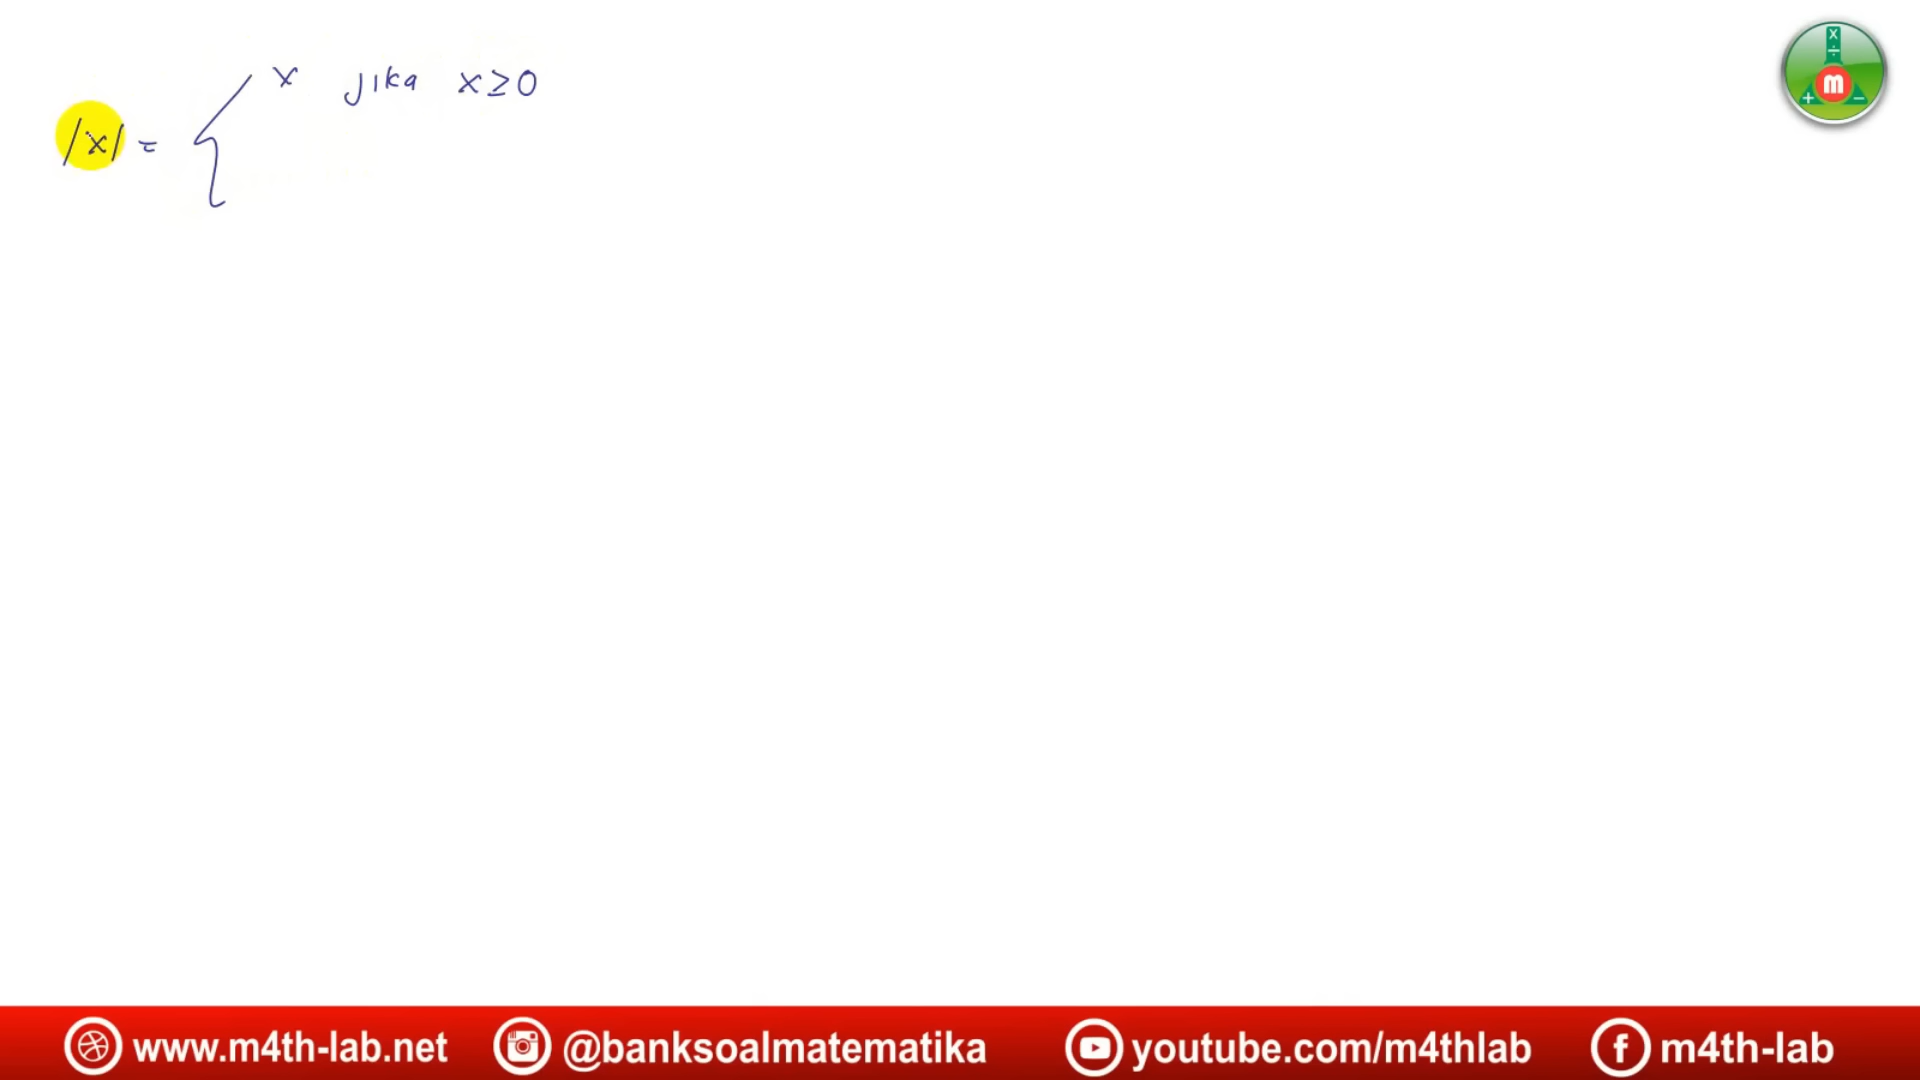 x jika x≥0
|x| = {
x
÷
m
+ −
www.m4th-lab.net @banksoalmatematika youtube.com/m4thlab m4th-lab